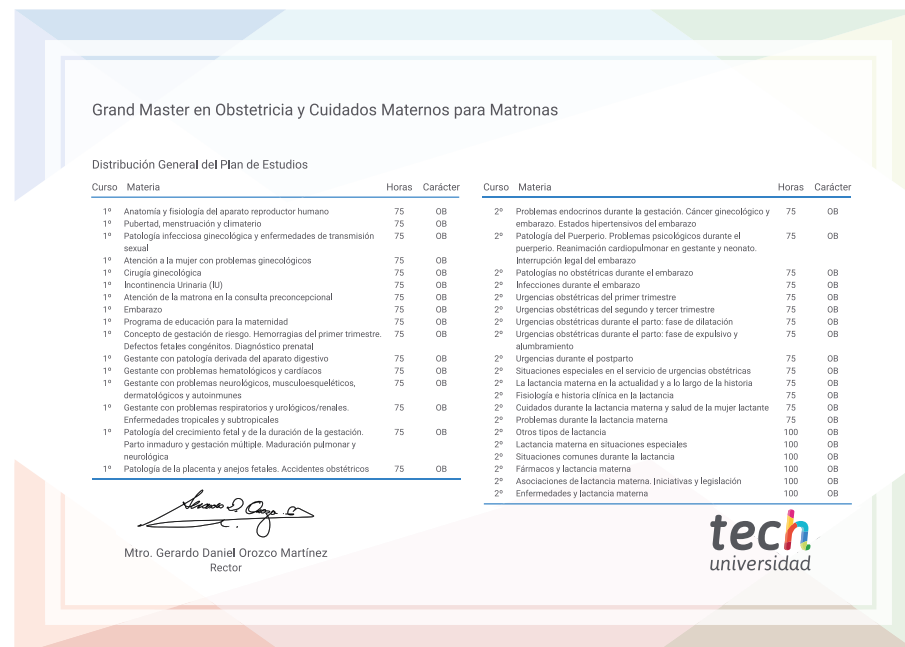 Grand Master en Obstetricia y Cuidados Maternos para Matronas
Distribución General del Plan de Estudios
Curso Materia Horas Carácter
1º Anatomía y fisiología del aparato reproductor humano 75 OB
1º Pubertad, menstruación y climaterio 75 OB
1º Patología infecciosa ginecológica y enfermedades de transmisión 75 OB
sexual
1º Atención a la mujer con problemas ginecológicos 75 OB
1º Cirugía ginecológica 75 OB
1º Incontinencia Urinaria (IU) 75 OB
1º Atención de la matrona en la consulta preconcepcional 75 OB
1º Embarazo 75 OB
1º Programa de educación para la maternidad 75 OB
1º Concepto de gestación de riesgo. Hemorragias del primer trimestre. 75 OB
Defectos fetales congénitos. Diagnóstico prenatal
1º Gestante con patología derivada del aparato digestivo 75 OB
1º Gestante con problemas hematológicos y cardíacos 75 OB
1º Gestante con problemas neurológicos, musculoesqueléticos, 75 OB
dermatológicos y autoinmunes
1º Gestante con problemas respiratorios y urológicos/renales. 75 OB
Enfermedades tropicales y subtropicales
1º Patología del crecimiento fetal y de la duración de la gestación. 75 OB
Parto inmaduro y gestación múltiple. Maduración pulmonar y
neurológica
1º Patología de la placenta y anejos fetales. Accidentes obstétricos 75 OB
Curso Materia Horas Carácter
2º Problemas endocrinos durante la gestación. Cáncer ginecológico y 75 OB
embarazo. Estados hipertensivos del embarazo
2º Patología del Puerperio. Problemas psicológicos durante el 75 OB
puerperio. Reanimación cardiopulmonar en gestante y neonato.
Interrupción legal del embarazo
2º Patologías no obstétricas durante el embarazo 75 OB
2º Infecciones durante el embarazo 75 OB
2º Urgencias obstétricas del primer trimestre 75 OB
2º Urgencias obstétricas del segundo y tercer trimestre 75 OB
2º Urgencias obstétricas durante el parto: fase de dilatación 75 OB
2º Urgencias obstétricas durante el parto: fase de expulsivo y 75 OB
alumbramiento
2º Urgencias durante el postparto 75 OB
2º Situaciones especiales en el servicio de urgencias obstétricas 75 OB
2º La lactancia materna en la actualidad y a lo largo de la historia 75 OB
2º Fisiología e historia clínica en la lactancia 75 OB
2º Cuidados durante la lactancia materna y salud de la mujer lactante 75 OB
2º Problemas durante la lactancia materna 75 OB
2º Otros tipos de lactancia 100 OB
2º Lactancia materna en situaciones especiales 100 OB
2º Situaciones comunes durante la lactancia 100 OB
2º Fármacos y lactancia materna 100 OB
2º Asociaciones de lactancia materna. Iniciativas y legislación 100 OB
2º Enfermedades y lactancia materna 100 OB
Mtro. Gerardo Daniel Orozco Martínez
Rector
tech
universidad